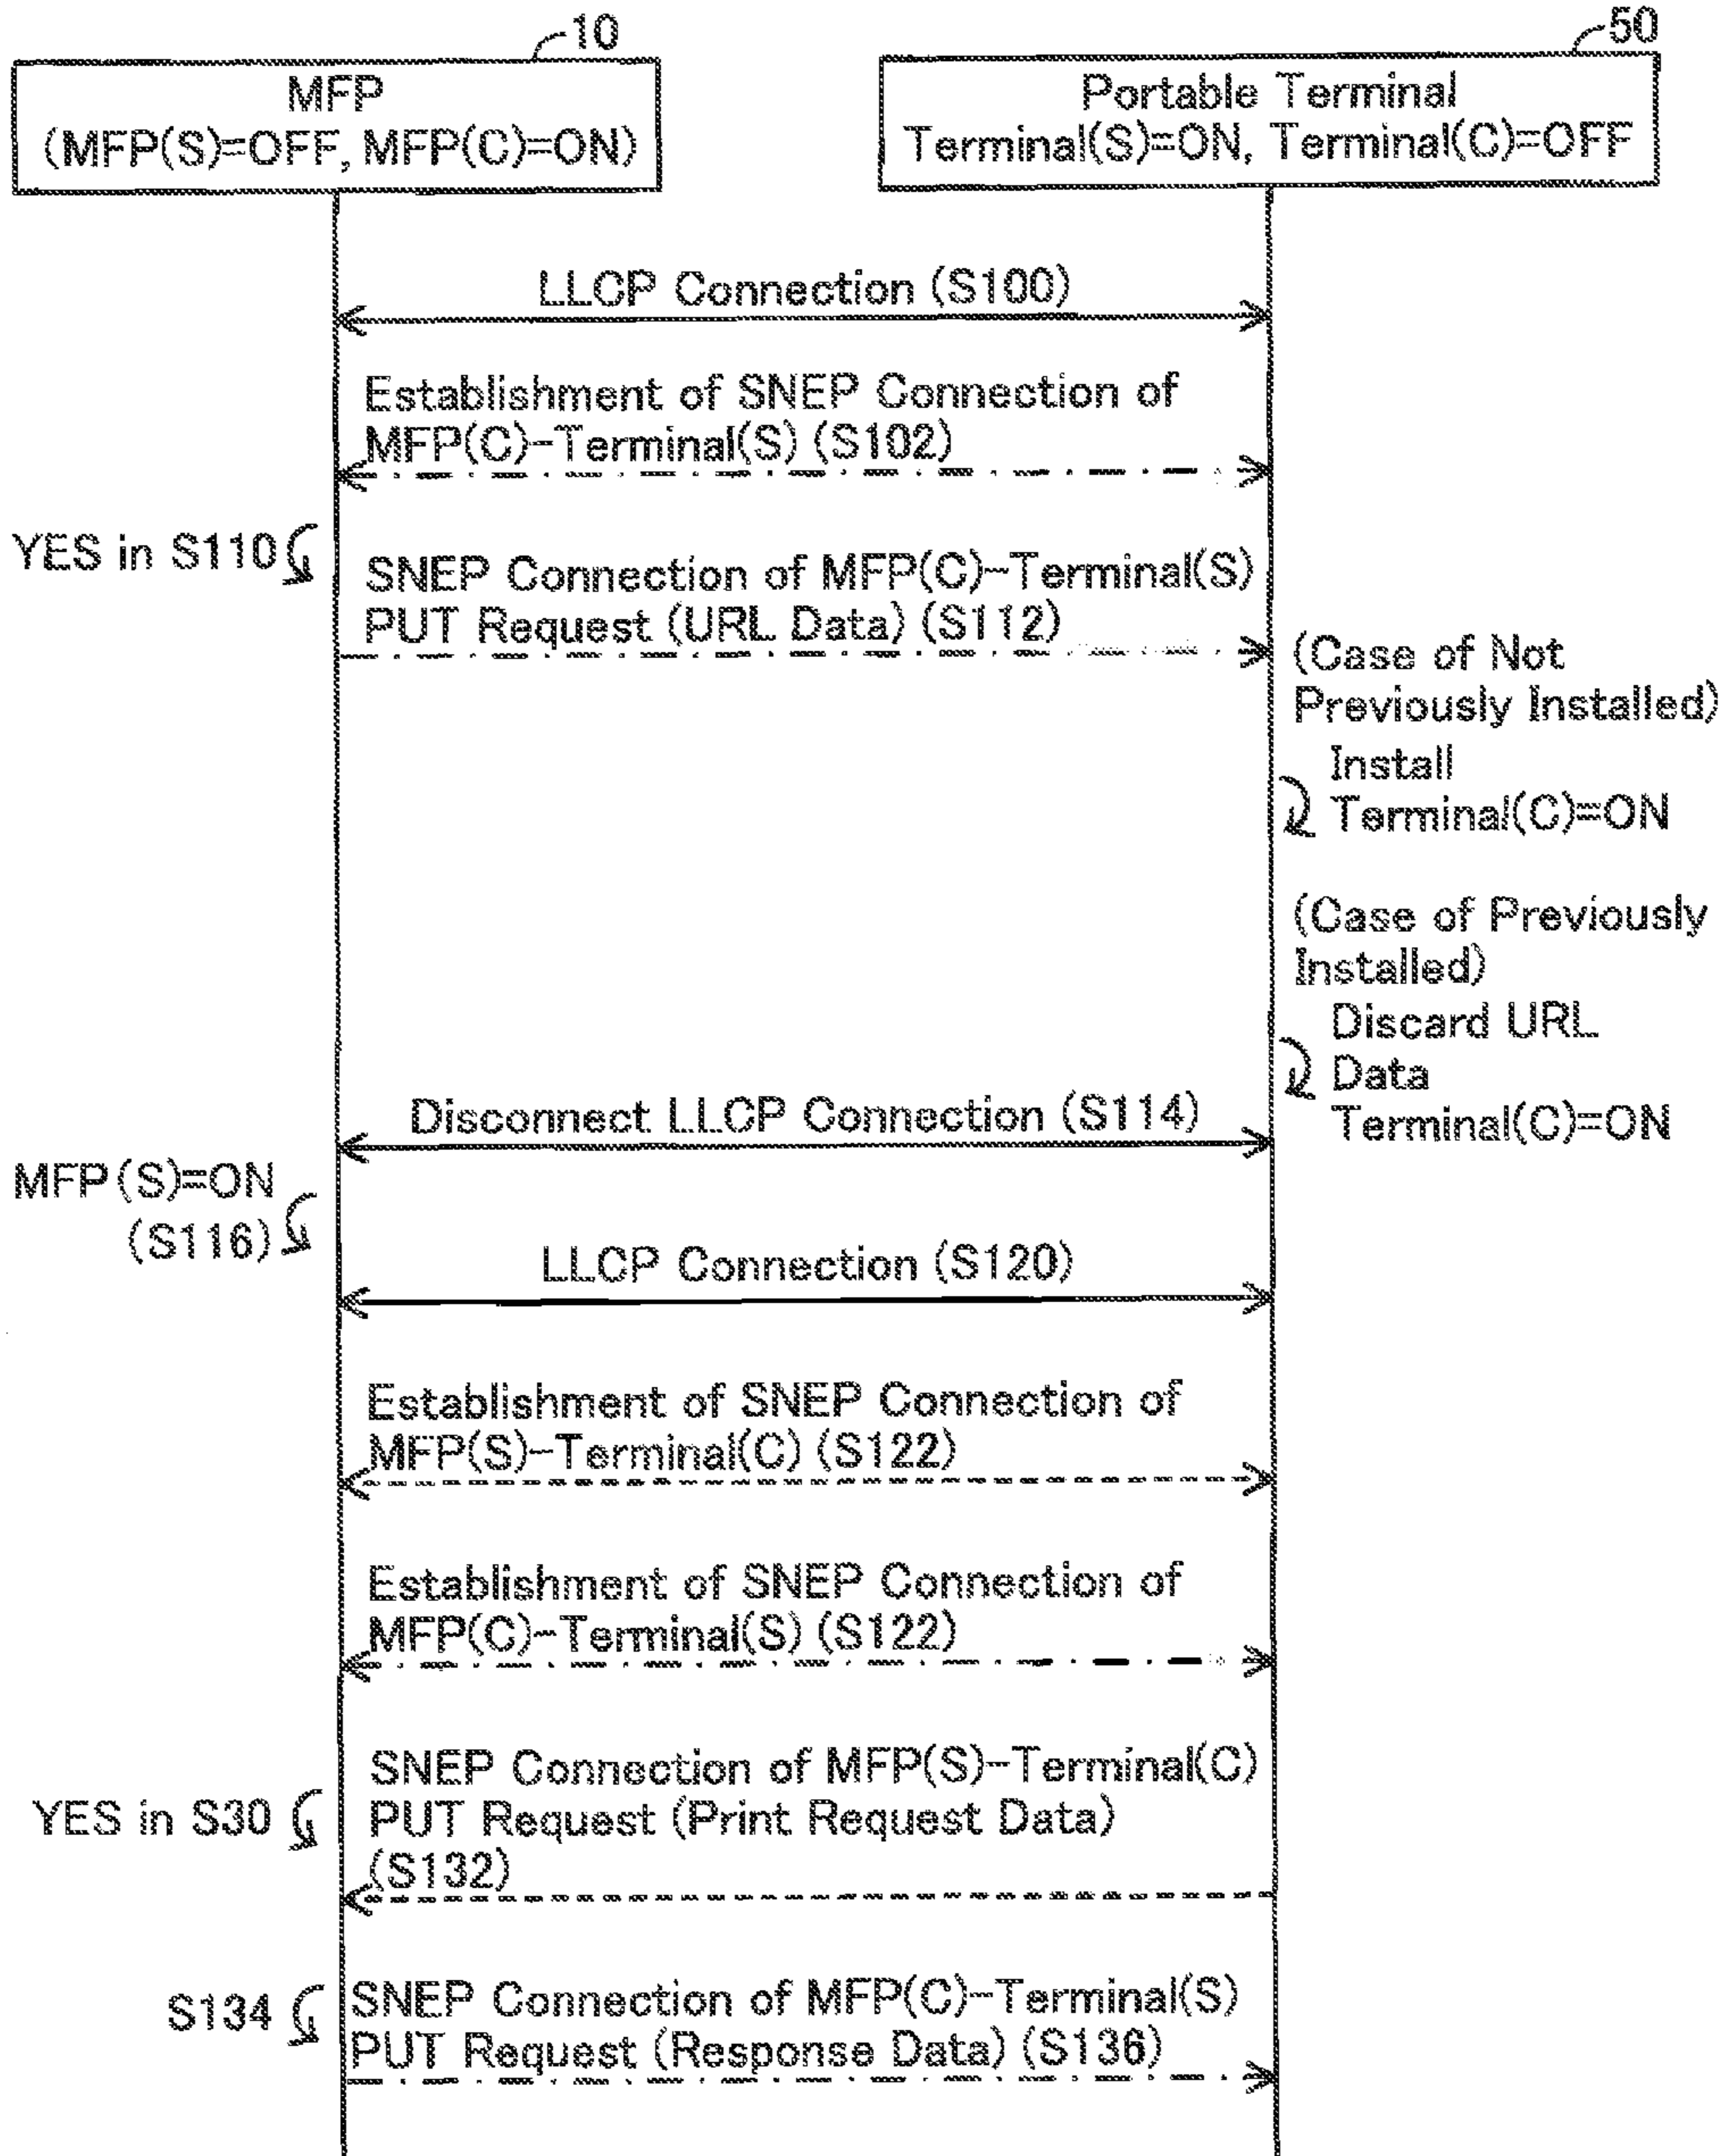 10
MFP
(MFP(S)=OFF, MFP(C)=ON)
50
Portable Terminal
Terminal(S)=ON, Terminal(C)=OFF
LLCP Connection (S100)
Establishment of SNEP Connection of
MFP(C)-Terminal(S) (S102)
YES in S110
SNEP Connection of MFP(C)-Terminal(S)
PUT Request (URL Data) (S112)
(Case of Not
Previously Installed)
Install
Terminal(C)=ON
(Case of Previously
Installed)
Discard URL
Data
Terminal(C)=ON
Disconnect LLCP Connection (S114)
MFP(S)=ON
(S116)
LLCP Connection (S120)
Establishment of SNEP Connection of
MFP(S)-Terminal(C) (S122)
Establishment of SNEP Connection of
MFP(C)-Terminal(S) (S122)
YES in S30
SNEP Connection of MFP(S)-Terminal(C)
PUT Request (Print Request Data)
(S132)
S134
SNEP Connection of MFP(C)-Terminal(S)
PUT Request (Response Data) (S136)